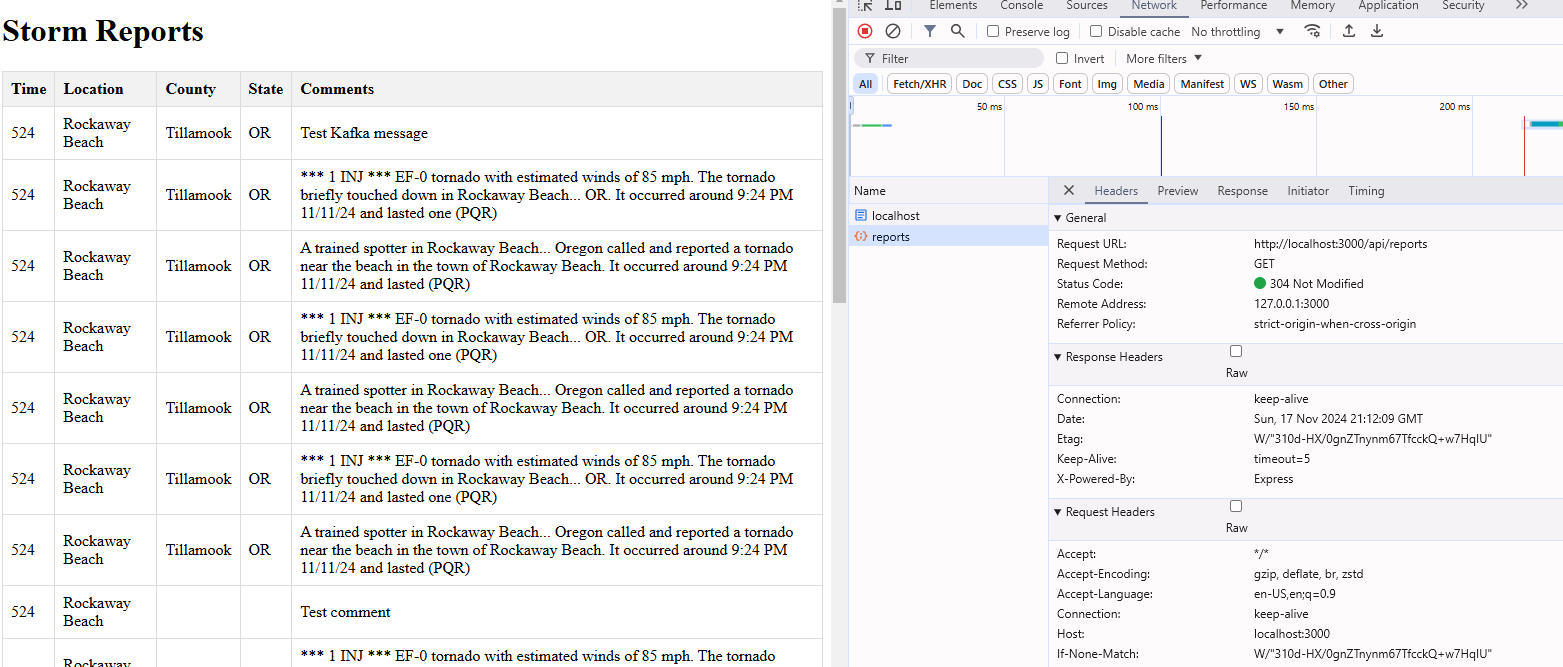 Storm Reports
Time Location County State Comments
524 Rockaway Beach Tillamook OR Test Kafka message
524 Rockaway Beach Tillamook OR *** 1 INJ *** EF-0 tornado with estimated winds of 85 mph. The tornado
briefly touched down in Rockaway Beach... OR. It occurred around 9:24 PM
11/11/24 and lasted one (PQR)
524 Rockaway Beach Tillamook OR A trained spotter in Rockaway Beach... Oregon called and reported a tornado
near the beach in the town of Rockaway Beach. It occurred around 9:24 PM
11/11/24 and lasted (PQR)
524 Rockaway Beach Tillamook OR *** 1 INJ *** EF-0 tornado with estimated winds of 85 mph. The tornado
briefly touched down in Rockaway Beach... OR. It occurred around 9:24 PM
11/11/24 and lasted one (PQR)
524 Rockaway Beach Tillamook OR A trained spotter in Rockaway Beach... Oregon called and reported a tornado
near the beach in the town of Rockaway Beach. It occurred around 9:24 PM
11/11/24 and lasted (PQR)
524 Rockaway Beach Tillamook OR *** 1 INJ *** EF-0 tornado with estimated winds of 85 mph. The tornado
briefly touched down in Rockaway Beach... OR. It occurred around 9:24 PM
11/11/24 and lasted one (PQR)
524 Rockaway Beach Tillamook OR A trained spotter in Rockaway Beach... Oregon called and reported a tornado
near the beach in the town of Rockaway Beach. It occurred around 9:24 PM
11/11/24 and lasted (PQR)
524 Rockaway Beach Test comment
Rockaway *** 1 INJ *** EF-0 tornado with estimated winds of 85 mph. The tornado
Elements Console Sources Network Performance Memory Application Security
Preserve log Disable cache No throttling
Filter Invert More filters
All Fetch/XHR Doc CSS JS Font Img Media Manifest WS Wasm Other
50 ms 100 ms 150 ms 200 ms
Name
localhost
reports
Headers Preview Response Initiator Timing
General
Request URL: http://localhost:3000/api/reports
Request Method: GET
Status Code: 304 Not Modified
Remote Address: 127.0.0.1:3000
Referrer Policy: strict-origin-when-cross-origin
Response Headers
Raw
Connection: keep-alive
Date: Sun, 17 Nov 2024 21:12:09 GMT
Etag: W/"310d-HX/0gnZTnynm67TfcckQ+w7HqIU"
Keep-Alive: timeout=5
X-Powered-By: Express
Request Headers
Raw
Accept: */*
Accept-Encoding: gzip, deflate, br, zstd
Accept-Language: en-US,en;q=0.9
Connection: keep-alive
Host: localhost:3000
If-None-Match: W/"310d-HX/0gnZTnynm67TfcckQ+w7HqIU"